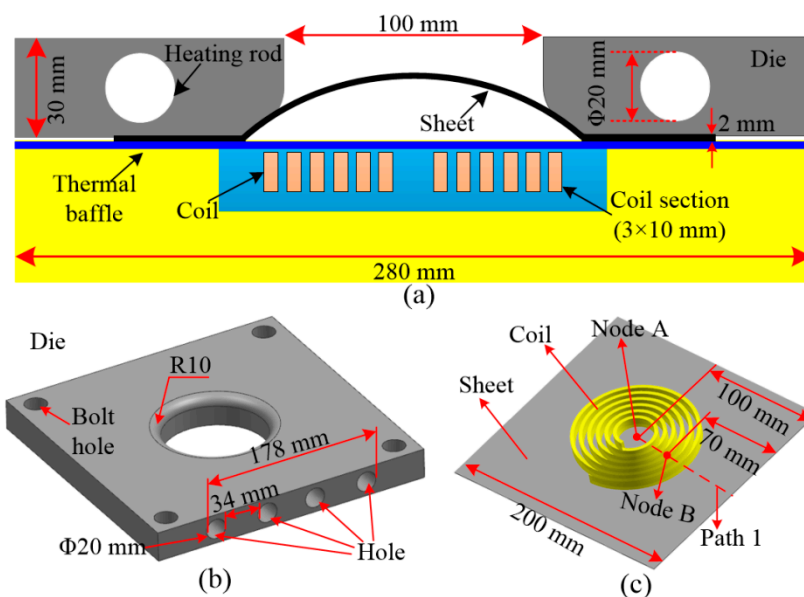 100 mm
Heating rod
30 mm
Die
Φ20 mm
Sheet
2 mm
Thermal
baffle
Coil
Coil section
(3×10 mm)
280 mm
(a)
Die
R10
Bolt
hole
178 mm
34 mm
Φ20 mm
Hole
(b)
Node A
Coil
Sheet
100 mm
70 mm
Node B
200 mm
Path 1
(c)